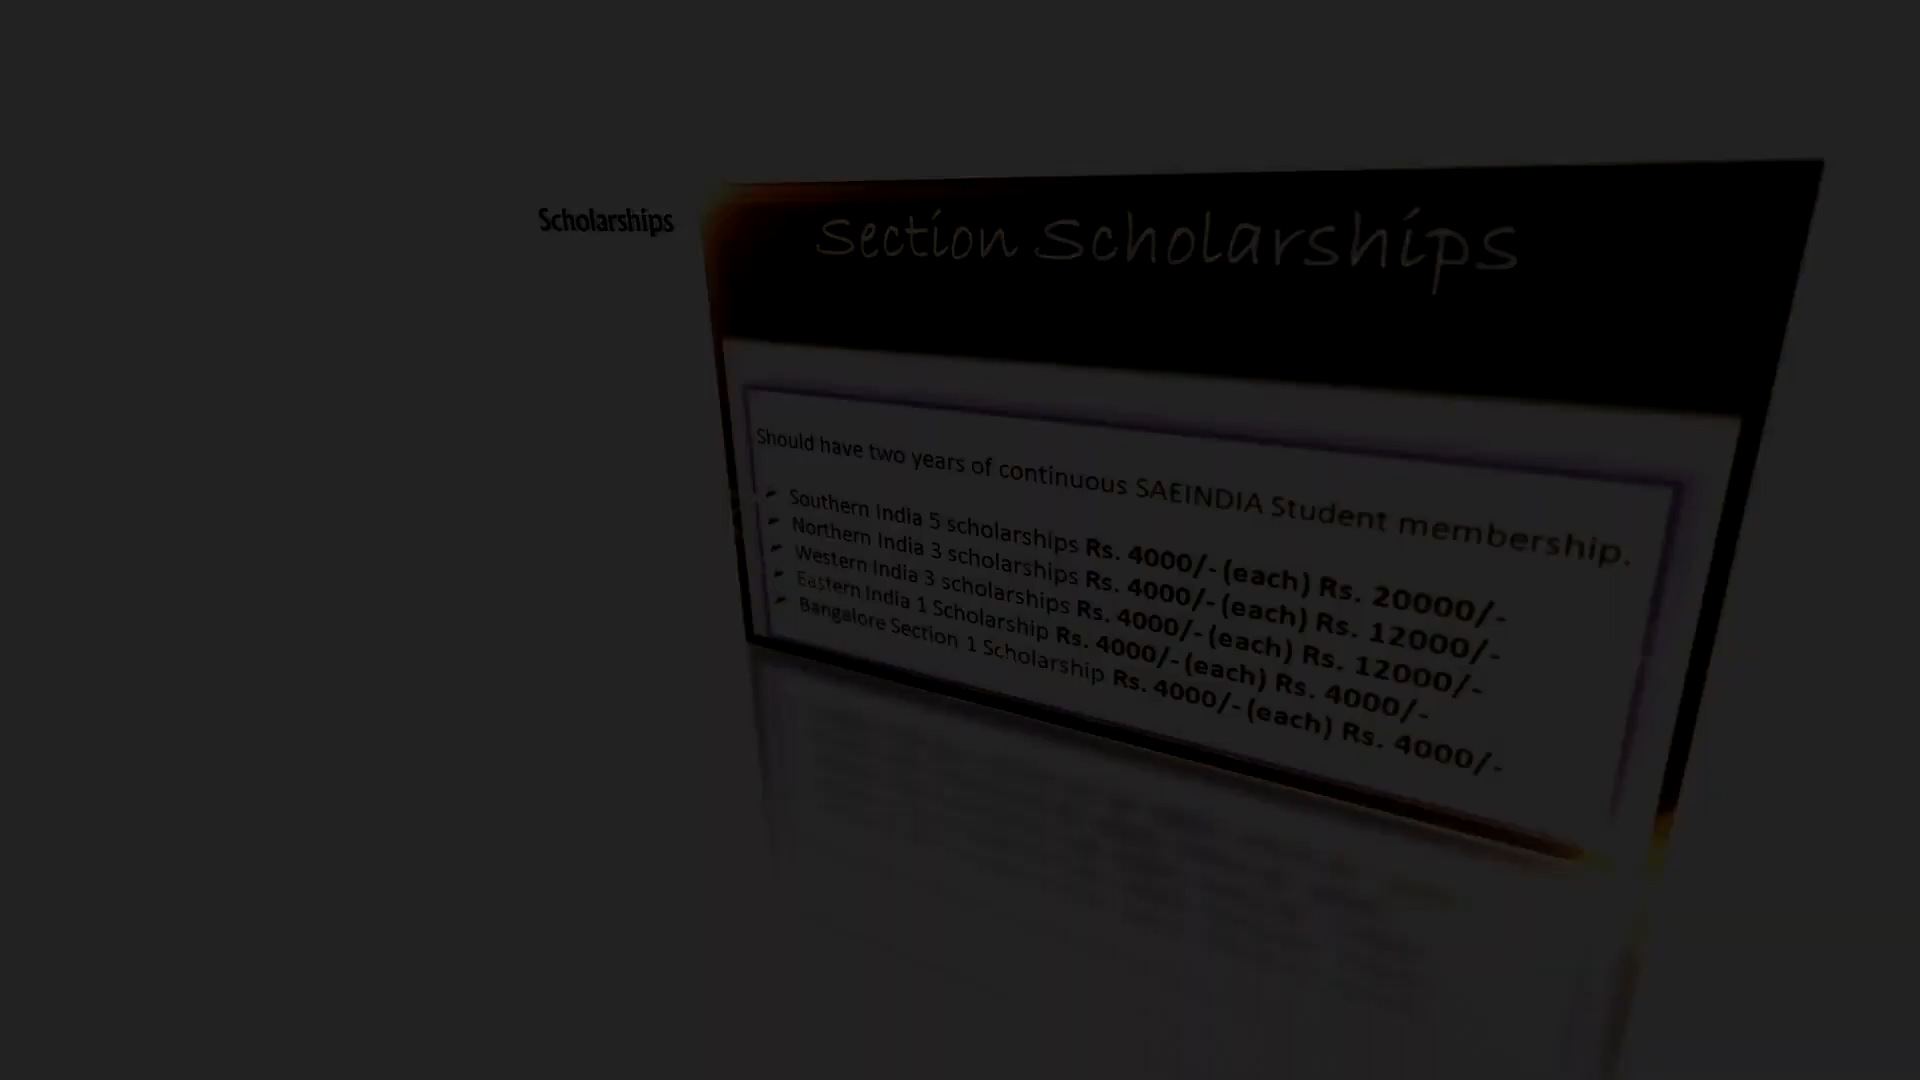 Scholarships
Section Scholarships
Should have two years of continuous SAEINDIA Student membership.
Southern India 5 scholarships Rs. 4000/- (each) Rs. 20000/-
Northern India 3 scholarships Rs. 4000/- (each) Rs. 12000/-
Western India 3 scholarships Rs. 4000/- (each) Rs. 12000/-
Eastern India 1 Scholarship Rs. 4000/- (each) Rs. 4000/-
Bangalore Section 1 Scholarship Rs. 4000/- (each) Rs. 4000/-